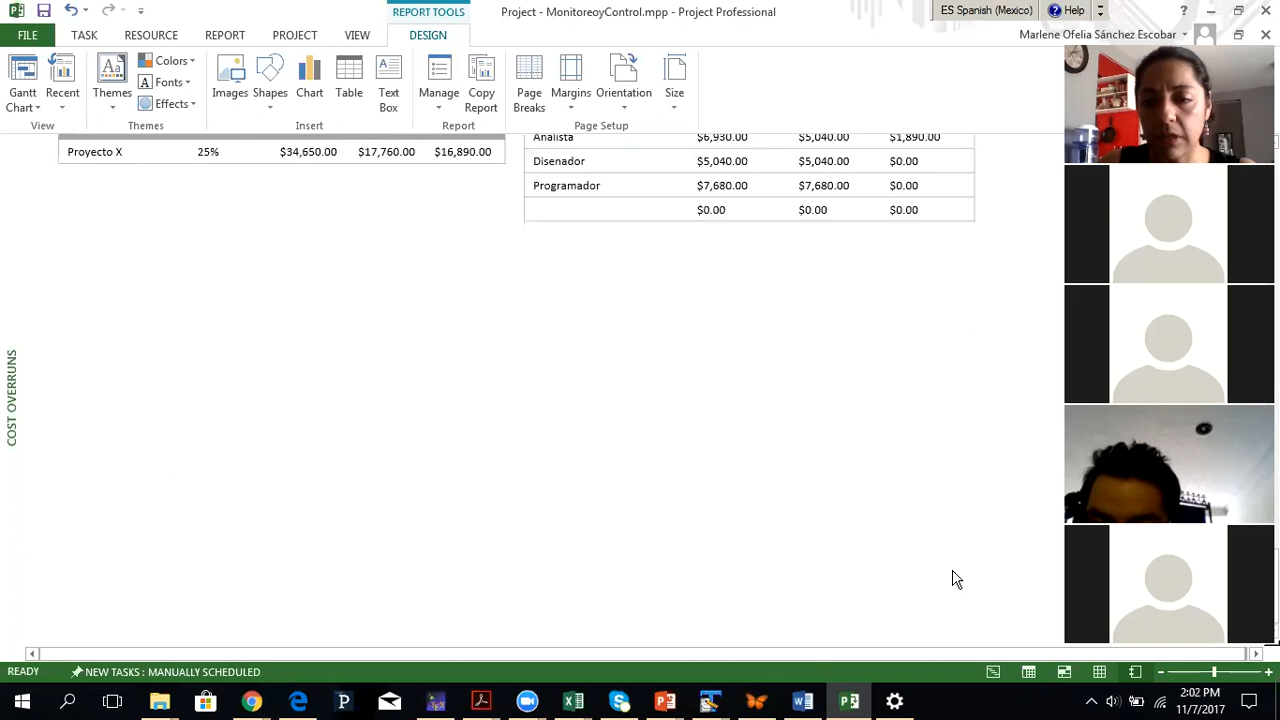 REPORT TOOLS
Project - MonitoreoyControl.mpp - Project Professional
ES Spanish (Mexico)
Help
?
FILE
TASK
RESOURCE
REPORT
PROJECT
VIEW
DESIGN
Marlene Ofelia Sánchez Escobar
Gantt Chart
Recent
Themes
Colors
Fonts
Effects
Images
Shapes
Chart
Table
Text Box
Manage
Copy Report
Page Breaks
Margins
Orientation
Size
View
Themes
Insert
Report
Page Setup
Analista $6,930.00 $5,040.00 $1,890.00
Proyecto X 25% $34,650.00 $17,760.00 $16,890.00
Disenador $5,040.00 $5,040.00 $0.00
Programador $7,680.00 $7,680.00 $0.00
$0.00 $0.00 $0.00
COST OVERRUNS
READY
NEW TASKS : MANUALLY SCHEDULED
2:02 PM
11/7/2017